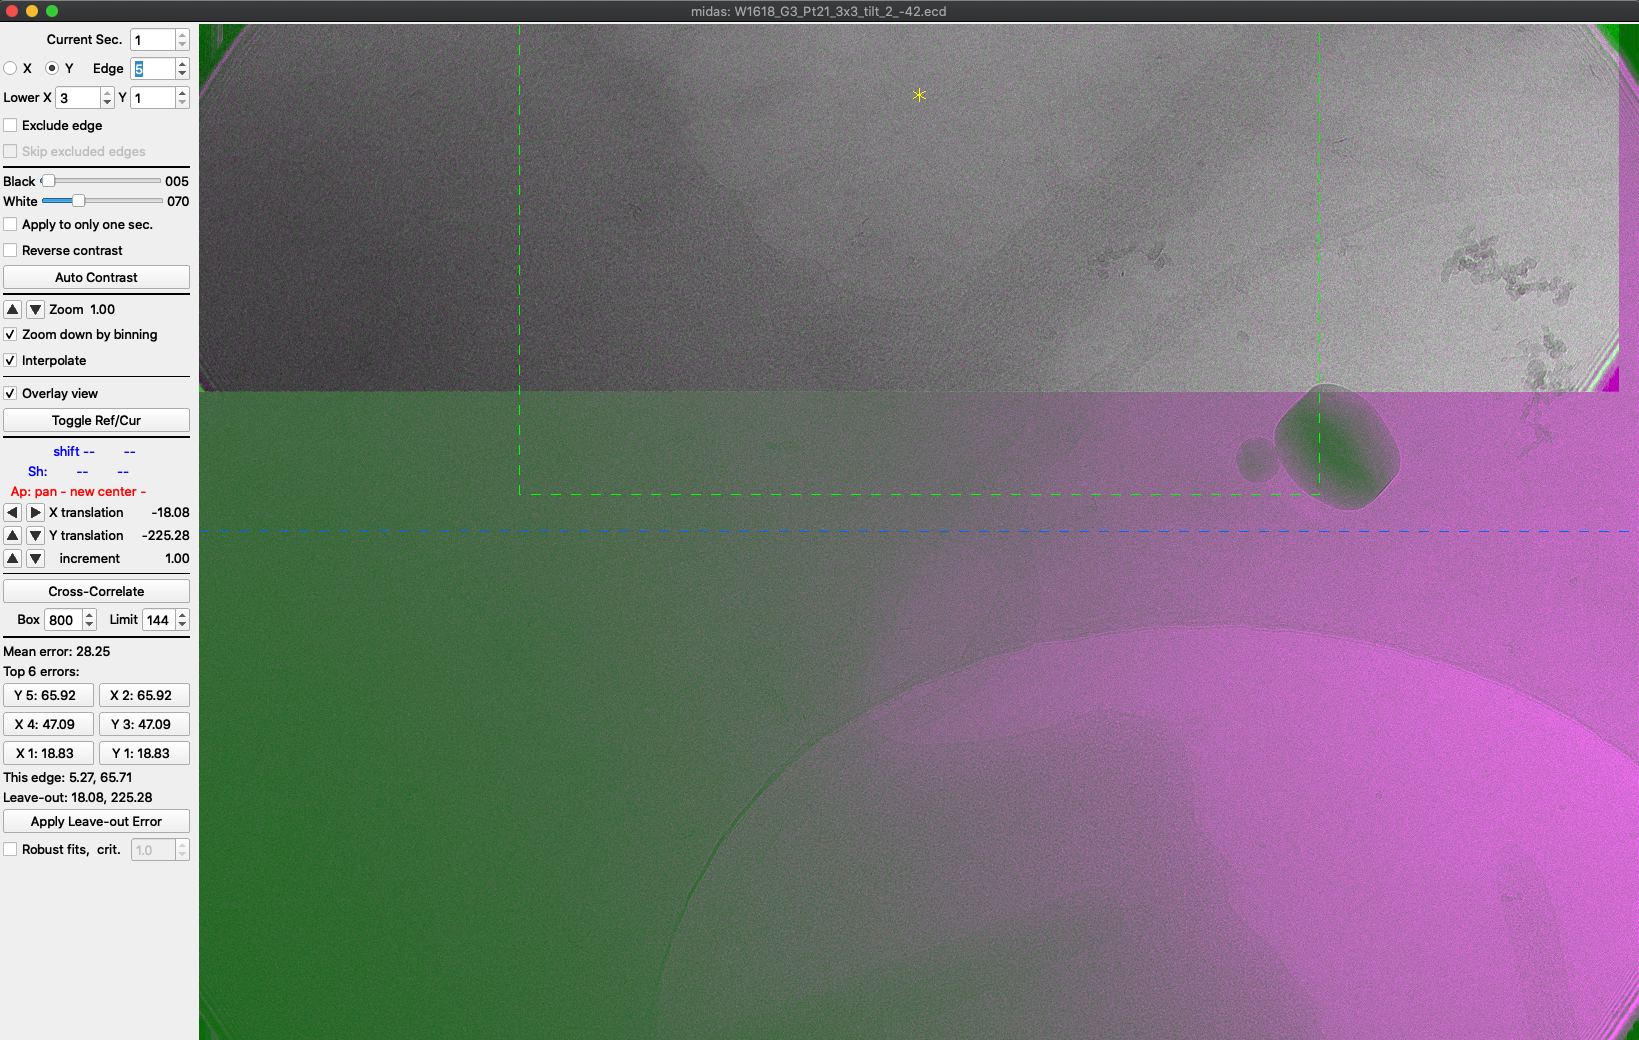 midas: W1618_G3_Pt21_3x3_tilt_2_-42.ecd
Current Sec. 1
X Y Edge 5
Lower X 3 Y 1
Exclude edge
Skip excluded edges
Black 005
White 070
Apply to only one sec.
Reverse contrast
Auto Contrast
Zoom 1.00
Zoom down by binning
Interpolate
Overlay view
Toggle Ref/Cur
shift -- --
Sh: -- --
Ap: pan - new center -
X translation -18.08
Y translation -225.28
increment 1.00
Cross-Correlate
Box 800 Limit 144
Mean error: 28.25
Top 6 errors:
Y 5: 65.92 X 2: 65.92
X 4: 47.09 Y 3: 47.09
X 1: 18.83 Y 1: 18.83
This edge: 5.27, 65.71
Leave-out: 18.08, 225.28
Apply Leave-out Error
Robust fits, crit. 1.0